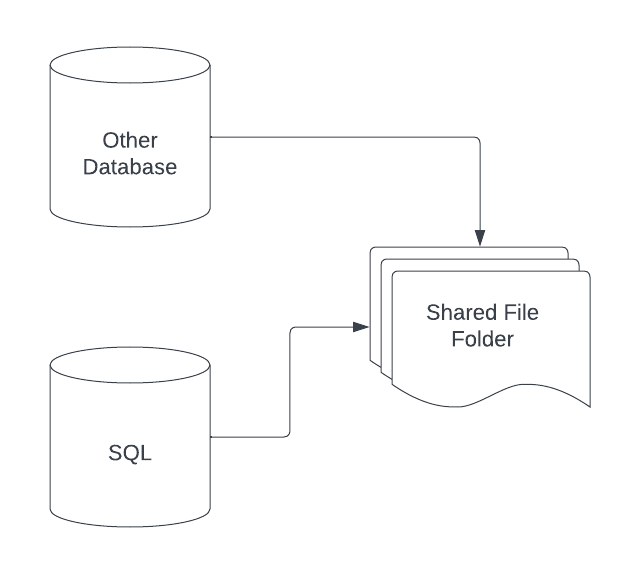 Other
Database
Shared File
Folder
SQL